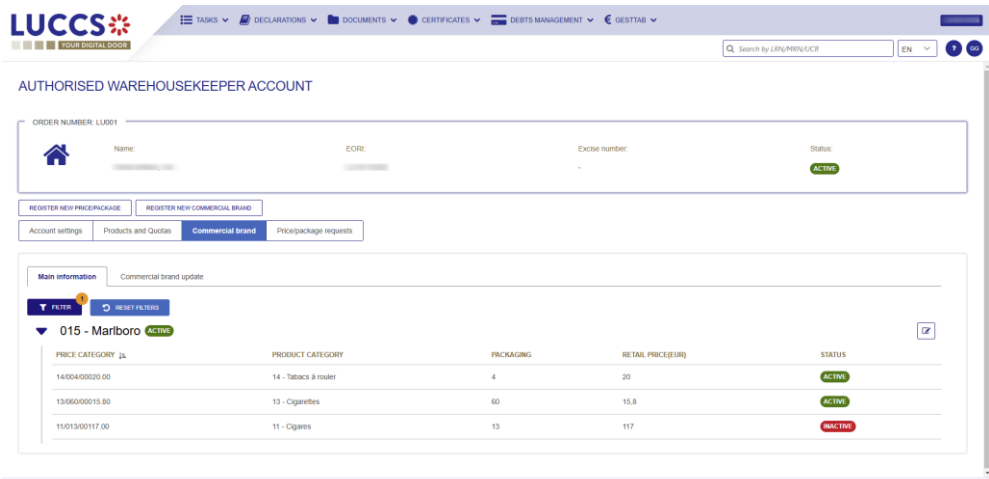 LUCCS
YOUR DIGITAL DOOR
TASKS DECLARATIONS DOCUMENTS CERTIFICATES DEBTS MANAGEMENT € GESTTAB
Search by LRN/MRN/UCR EN ? GG
AUTHORISED WAREHOUSEKEEPER ACCOUNT
ORDER NUMBER: LU001
Name: EORI: Excise number: Status:
- ACTIVE
REGISTER NEW PRICE/PACKAGE REGISTER NEW COMMERCIAL BRAND
Account settings Products and Quotas Commercial brand Price/package requests
Main information Commercial brand update
FILTER 1 RESET FILTERS
015 - Marlboro ACTIVE
PRICE CATEGORY PRODUCT CATEGORY PACKAGING RETAIL PRICE(EUR) STATUS
14/004/00020.00 14 - Tabacs à rouler 4 20 ACTIVE
13/060/00015.80 13 - Cigarettes 60 15,8 ACTIVE
11/013/00117.00 11 - Cigares 13 117 INACTIVE